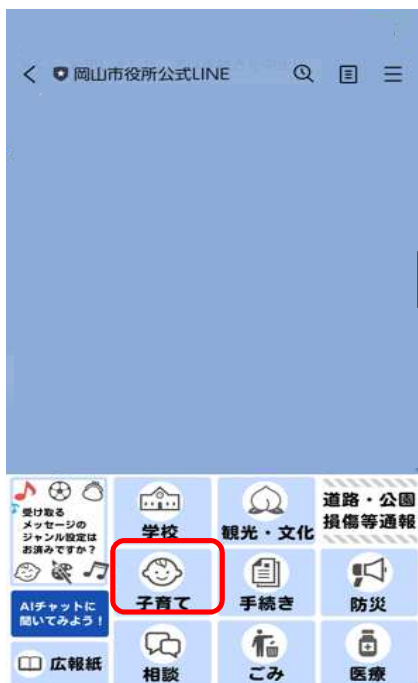 岡山市役所公式LINE
受け取る
メッセージの
ジャンル設定は
お済みですか？
学校
観光・文化
道路・公園
損傷等通報
AIチャットに
聞いてみよう！
子育て
手続き
防災
広報紙
相談
ごみ
医療